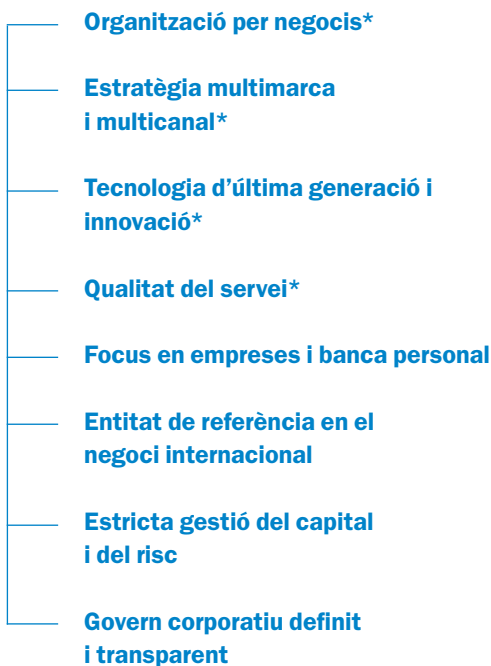 Organització per negocis*
Estratègia multimarca
i multicanal*
Tecnologia d’última generació i
innovació*
Qualitat del servei*
Focus en empreses i banca personal
Entitat de referència en el
negoci internacional
Estricta gestió del capital
i del risc
Govern corporatiu definit
i transparent